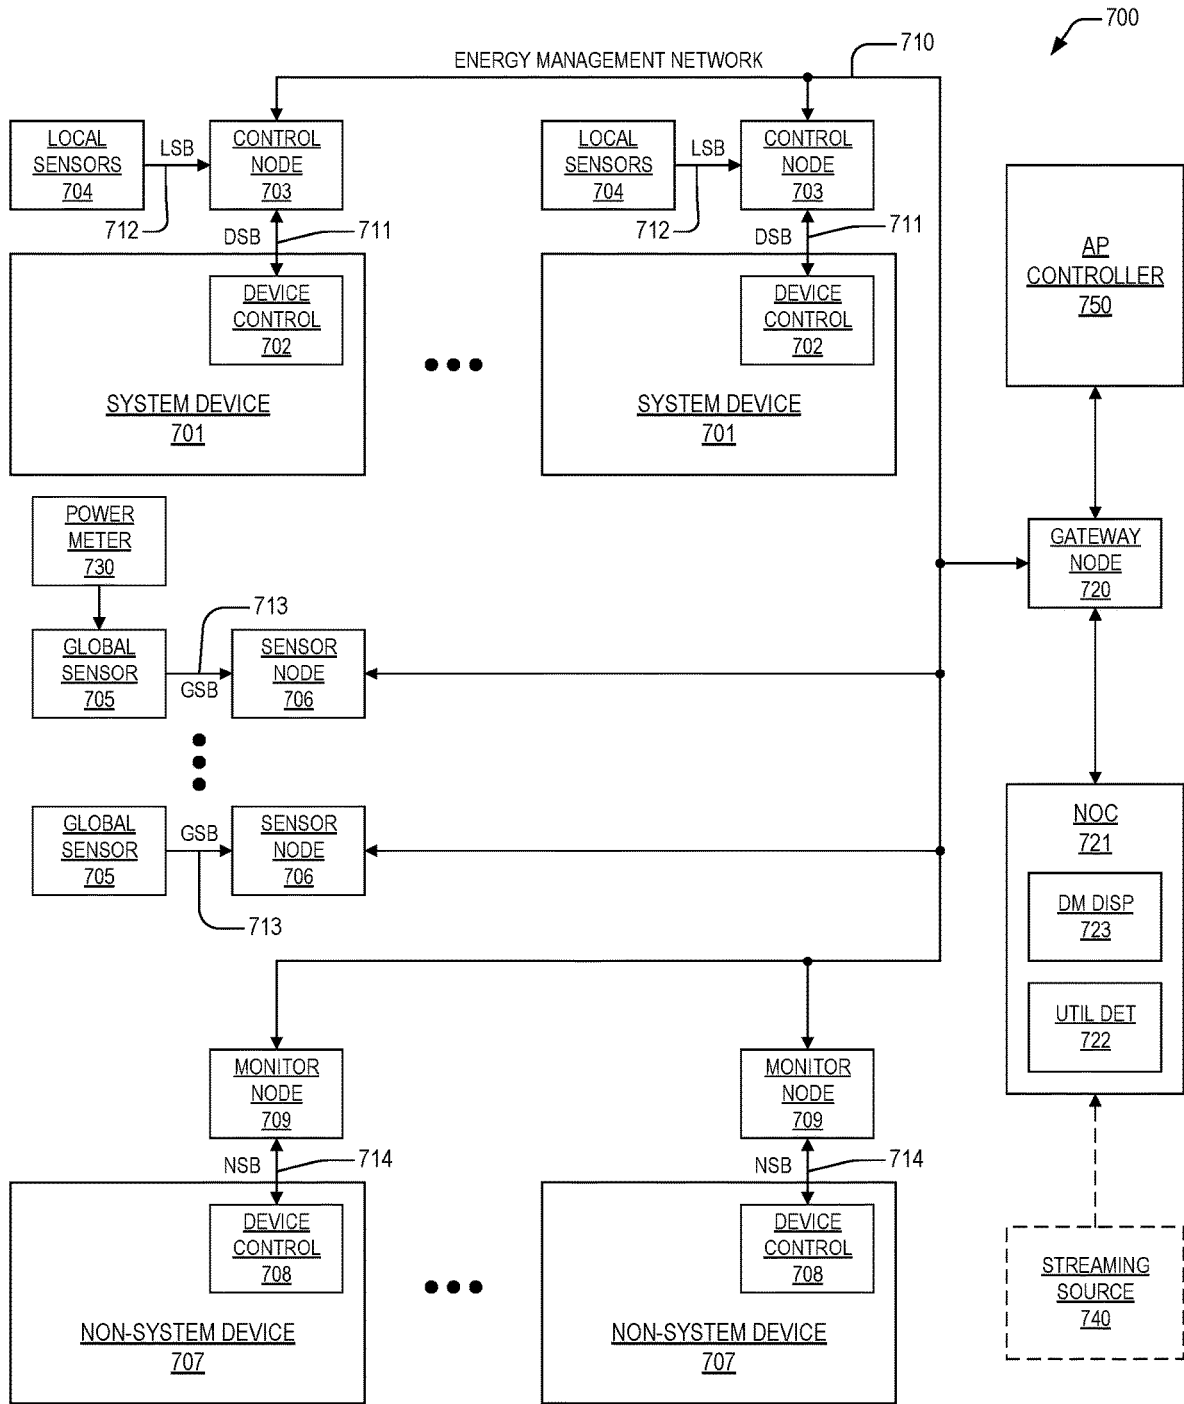 700
710
ENERGY MANAGEMENT NETWORK
LOCAL
SENSORS
704
LSB
712
CONTROL
NODE
703
DSB
711
DEVICE
CONTROL
702
SYSTEM DEVICE
701
LOCAL
SENSORS
704
LSB
712
CONTROL
NODE
703
DSB
711
DEVICE
CONTROL
702
SYSTEM DEVICE
701
AP
CONTROLLER
750
POWER
METER
730
GATEWAY
NODE
720
GLOBAL
SENSOR
705
713
GSB
SENSOR
NODE
706
GLOBAL
SENSOR
705
GSB
713
SENSOR
NODE
706
NOC
721
DM DISP
723
UTIL DET
722
MONITOR
NODE
709
NSB
714
DEVICE
CONTROL
708
NON-SYSTEM DEVICE
707
MONITOR
NODE
709
NSB
714
DEVICE
CONTROL
708
NON-SYSTEM DEVICE
707
STREAMING
SOURCE
740